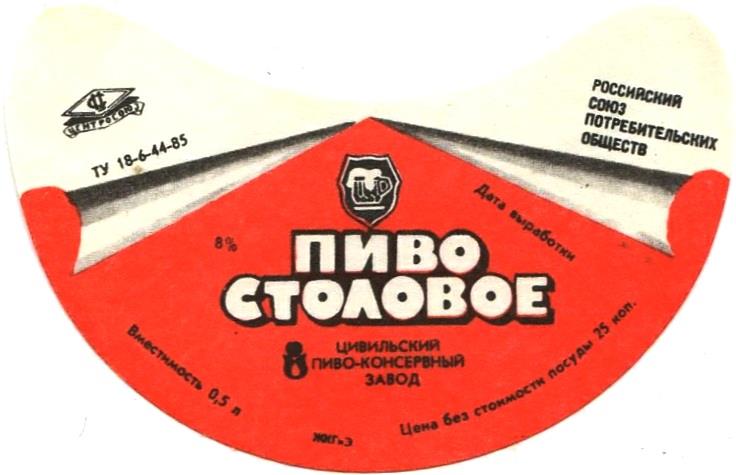 ЦЕНТРОСОЮЗ
ТУ 18-6-44-85
РОССИЙСКИЙ
СОЮЗ
ПОТРЕБИТЕЛЬСКИХ
ОБЩЕСТВ
8%
Дата выработки
ПИВО
СТОЛОВОЕ
ЦИВИЛЬСКИЙ
ПИВО-КОНСЕРВНЫЙ
ЗАВОД
Вместимость 0,5 л
Цена без стоимости посуды 25 коп.